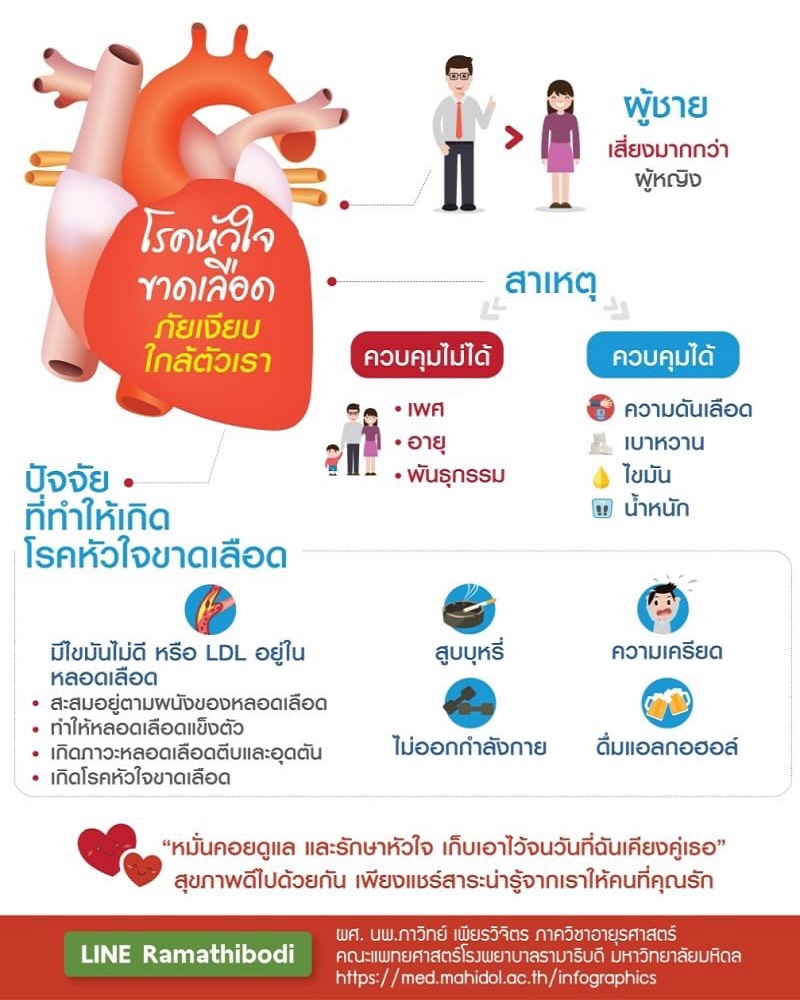 โรคหัวใจ
ขาดเลือด
ภัยเงียบ
ใกล้ตัวเรา
ผู้ชาย
เสี่ยงมากกว่า
ผู้หญิง
สาเหตุ
ควบคุมไม่ได้
• เพศ
• อายุ
• พันธุกรรม
ควบคุมได้
ความดันเลือด
เบาหวาน
ไขมัน
น้ำหนัก
ปัจจัย
ที่ทำให้เกิด
โรคหัวใจขาดเลือด
มีไขมันไม่ดี หรือ LDL อยู่ใน
หลอดเลือด
• สะสมอยู่ตามผนังของหลอดเลือด
• ทำให้หลอดเลือดแข็งตัว
• เกิดภาวะหลอดเลือดตีบและอุดตัน
• เกิดโรคหัวใจขาดเลือด
สูบบุหรี่
ความเครียด
ไม่ออกกำลังกาย
ดื่มแอลกอฮอล์
“หมั่นคอยดูแล และรักษาหัวใจ เก็บเอาไว้จนวันที่ฉันเคียงคู่เธอ”
สุขภาพดีไปด้วยกัน เพียงแชร์สาระน่ารู้จากเราให้คนที่คุณรัก
LINE Ramathibodi
ผศ. นพ.ภาวิทย์ เพียรวิจิตร ภาควิชาอายุรศาสตร์
คณะแพทยศาสตร์โรงพยาบาลรามาธิบดี มหาวิทยาลัยมหิดล
https://med.mahidol.ac.th/infographics